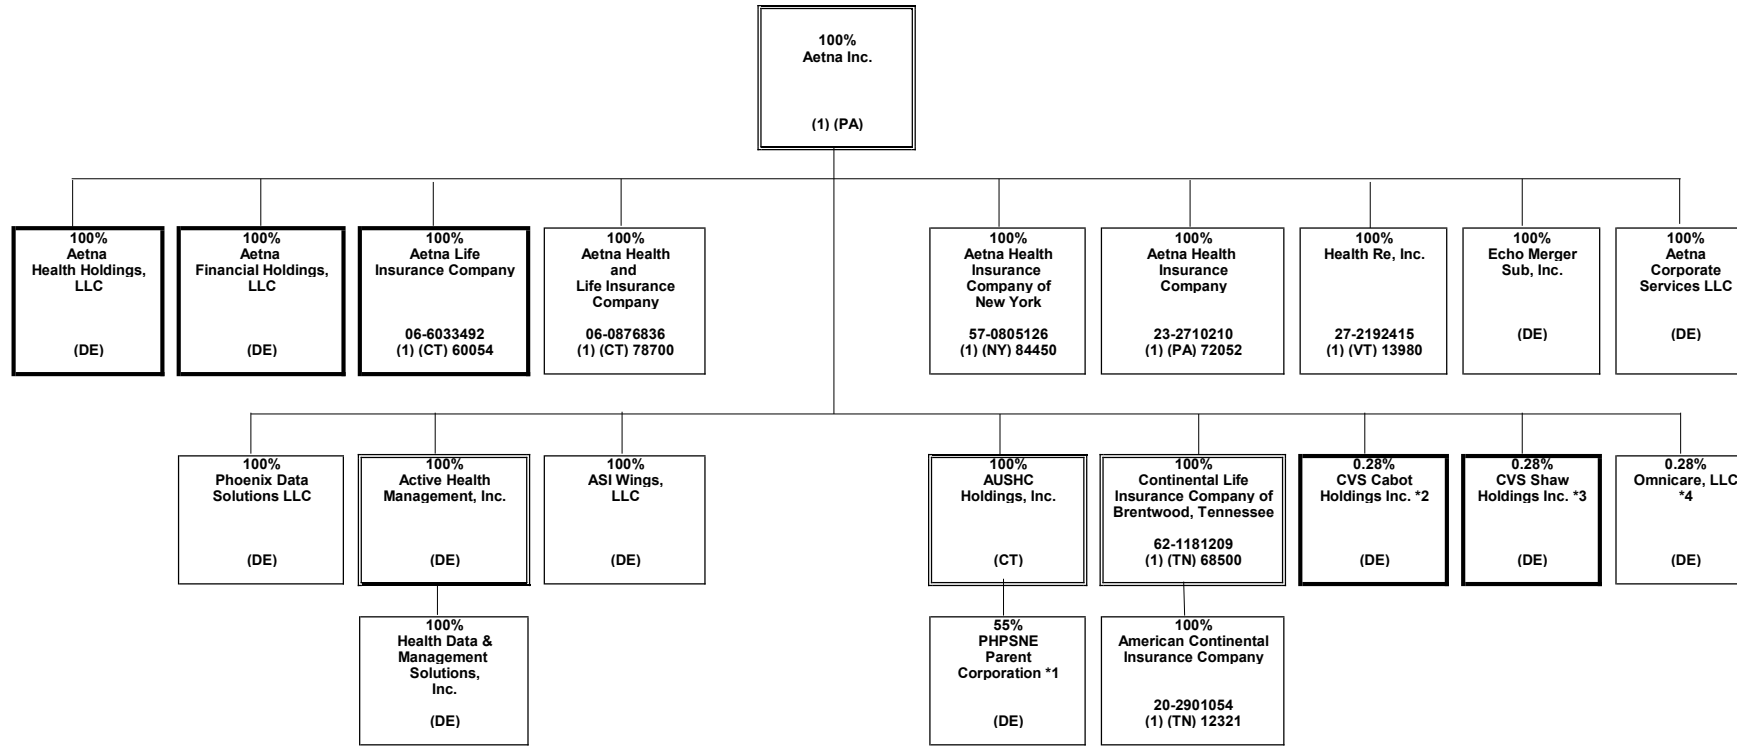 100%
Aetna Inc.
(1) (PA)
100%
Aetna
Health Holdings,
LLC
(DE)
100%
Aetna
Financial Holdings,
LLC
(DE)
100%
Aetna Life
Insurance Company
06-6033492
(1) (CT) 60054
100%
Aetna Health
and
Life Insurance
Company
06-0876836
(1) (CT) 78700
100%
Aetna Health
Insurance
Company of
New York
57-0805126
(1) (NY) 84450
100%
Aetna Health
Insurance
Company
23-2710210
(1) (PA) 72052
100%
Health Re, Inc.
27-2192415
(1) (VT) 13980
100%
Echo Merger
Sub, Inc.
(DE)
100%
Aetna
Corporate
Services LLC
(DE)
100%
Phoenix Data
Solutions LLC
(DE)
100%
Active Health
Management, Inc.
(DE)
100%
ASI Wings,
LLC
(DE)
100%
AUSHC
Holdings, Inc.
(CT)
100%
Continental Life
Insurance Company of
Brentwood, Tennessee
62-1181209
(1) (TN) 68500
0.28%
CVS Cabot
Holdings Inc. *2
(DE)
0.28%
CVS Shaw
Holdings Inc. *3
(DE)
0.28%
Omnicare, LLC
*4
(DE)
100%
Health Data &
Management
Solutions,
Inc.
(DE)
55%
PHPSNE
Parent
Corporation *1
(DE)
100%
American Continental
Insurance Company
20-2901054
(1) (TN) 12321